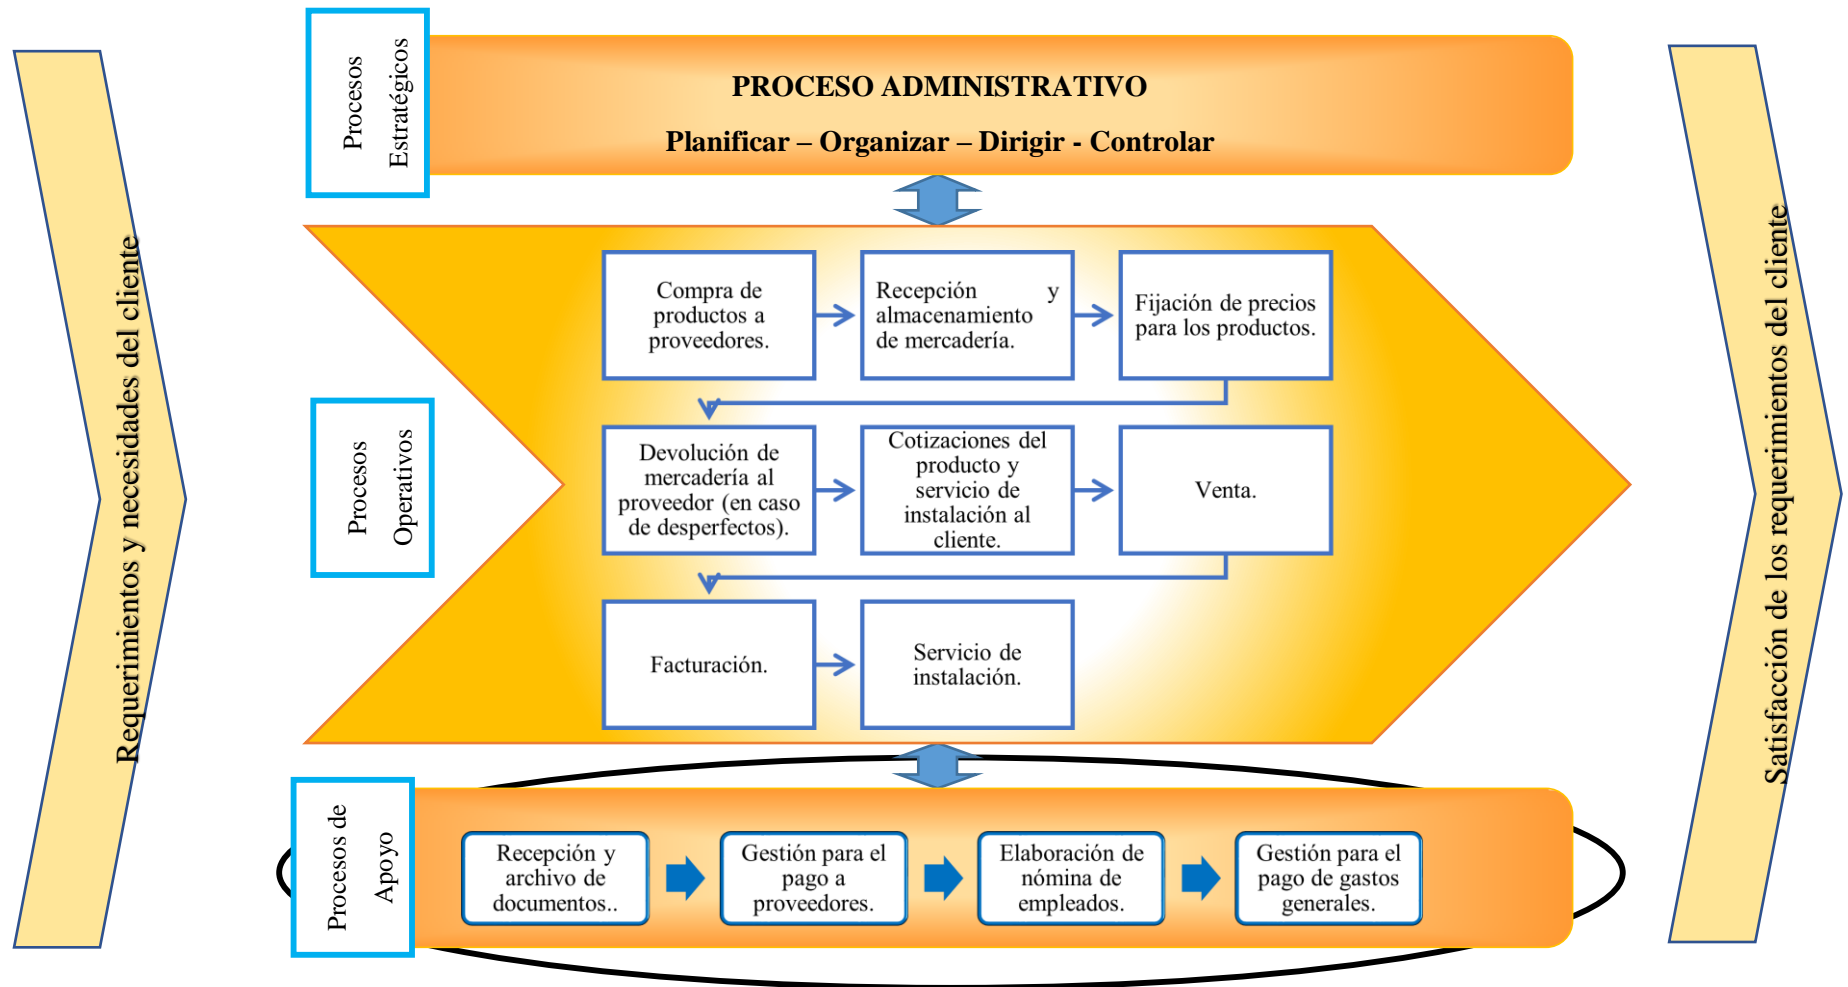 Requerimientos y necesidades del cliente
Procesos
Estratégicos
PROCESO ADMINISTRATIVO
Planificar – Organizar – Dirigir - Controlar
Procesos
Operativos
Compra de
productos a
proveedores.
Recepción y
almacenamiento
de mercadería.
Fijación de precios
para los productos.
Devolución de
mercadería al
proveedor (en caso
de desperfectos).
Cotizaciones del
producto y
servicio de
instalación al
cliente.
Venta.
Facturación.
Servicio de
instalación.
Procesos de
Apoyo
Recepción y
archivo de
documentos..
Gestión para el
pago a
proveedores.
Elaboración de
nómina de
empleados.
Gestión para el
pago de gastos
generales.
Satisfacción de los requerimientos del cliente